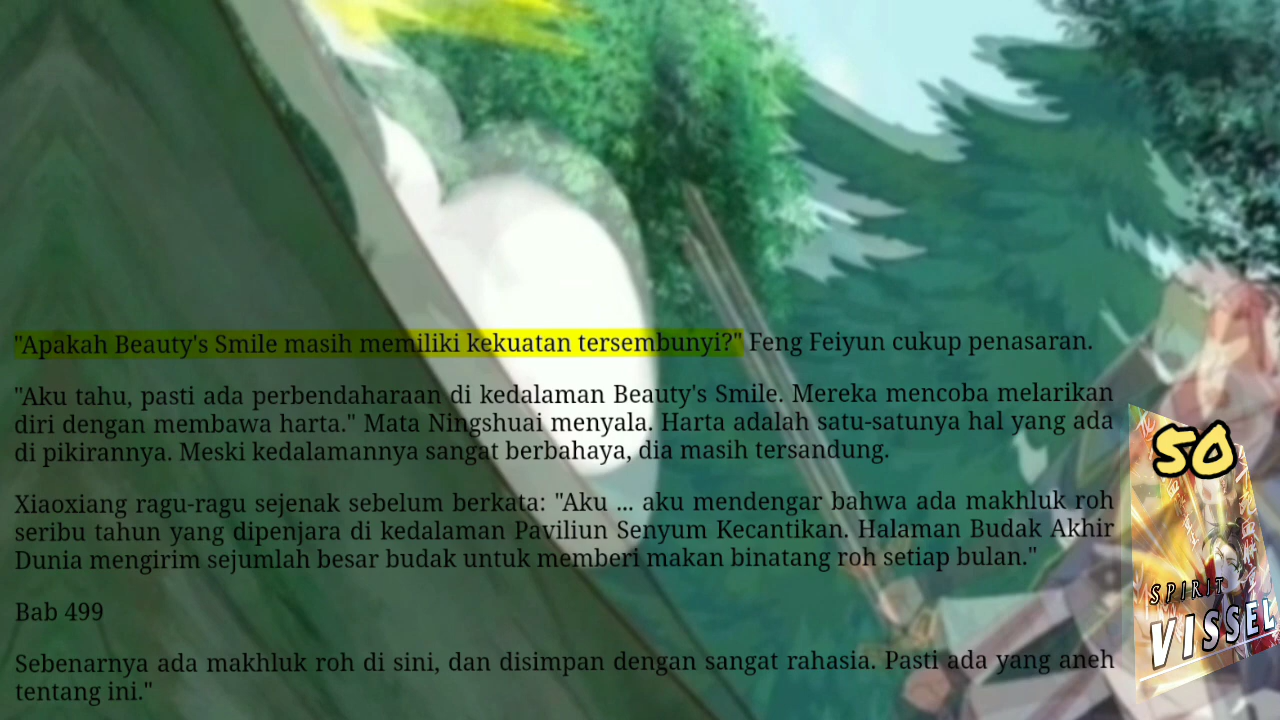 "Apakah Beauty's Smile masih memiliki kekuatan tersembunyi?" Feng Feiyun cukup penasaran.
"Aku tahu, pasti ada perbendaharaan di kedalaman Beauty's Smile. Mereka mencoba melarikan
diri dengan membawa harta." Mata Ningshuai menyala. Harta adalah satu-satunya hal yang ada
di pikirannya. Meski kedalamannya sangat berbahaya, dia masih tersandung.
Xiaoxiang ragu-ragu sejenak sebelum berkata: "Aku ... aku mendengar bahwa ada makhluk roh
seribu tahun yang dipenjara di kedalaman Paviliun Senyum Kecantikan. Halaman Budak Akhir
Dunia mengirim sejumlah besar budak untuk memberi makan binatang roh setiap bulan."
Bab 499
Sebenarnya ada makhluk roh di sini, dan disimpan dengan sangat rahasia. Pasti ada yang aneh
tentang ini."
50
SPIRIT
VISSEL